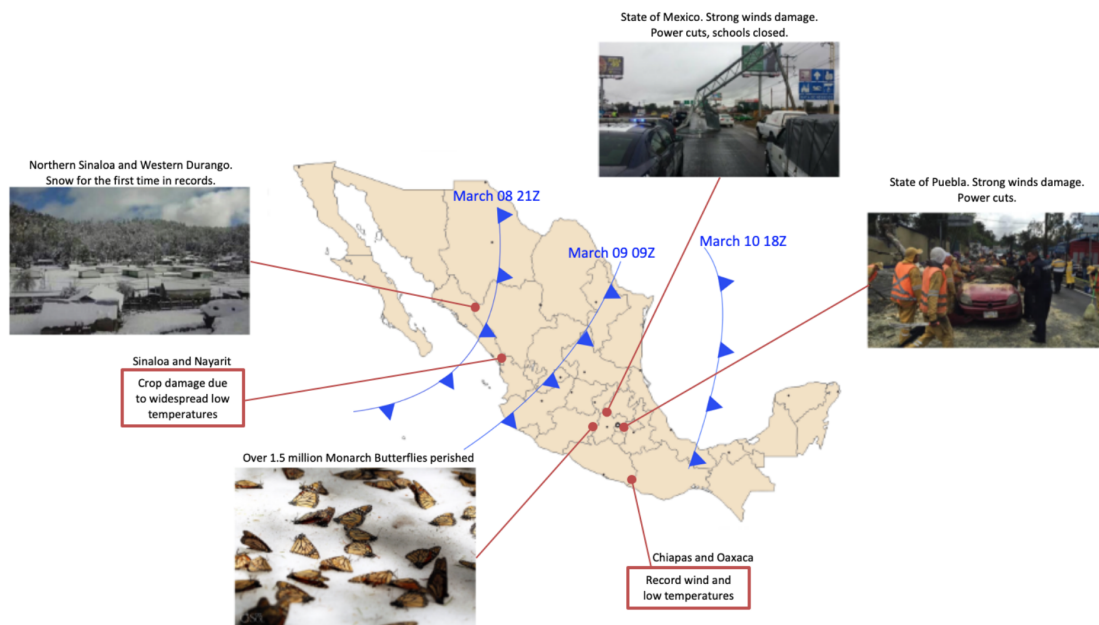 State of Mexico. Strong winds damage.
Power cuts, schools closed.
Northern Sinaloa and Western Durango.
Snow for the first time in records.
State of Puebla. Strong winds damage.
Power cuts.
March 08 21Z
March 09 09Z
March 10 18Z
Sinaloa and Nayarit
Crop damage due
to widespread low
temperatures
Over 1.5 million Monarch Butterflies perished
Chiapas and Oaxaca
Record wind and
low temperatures